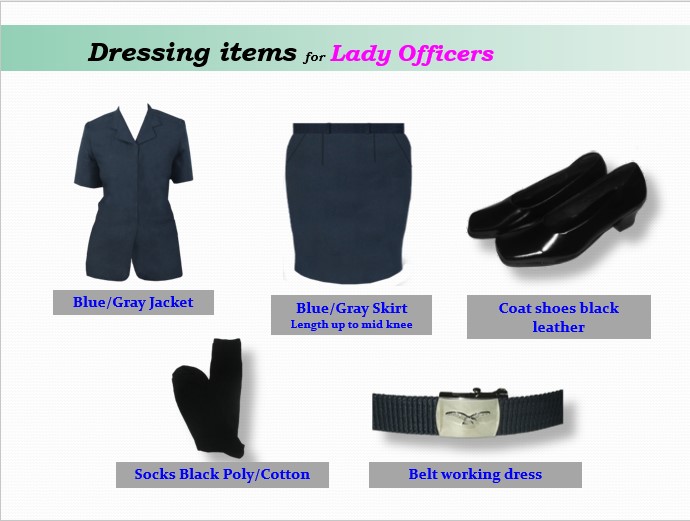 Dressing items for Lady Officers
Blue/Gray Jacket
Blue/Gray Skirt
Length up to mid knee
Coat shoes black
leather
Socks Black Poly/Cotton
Belt working dress